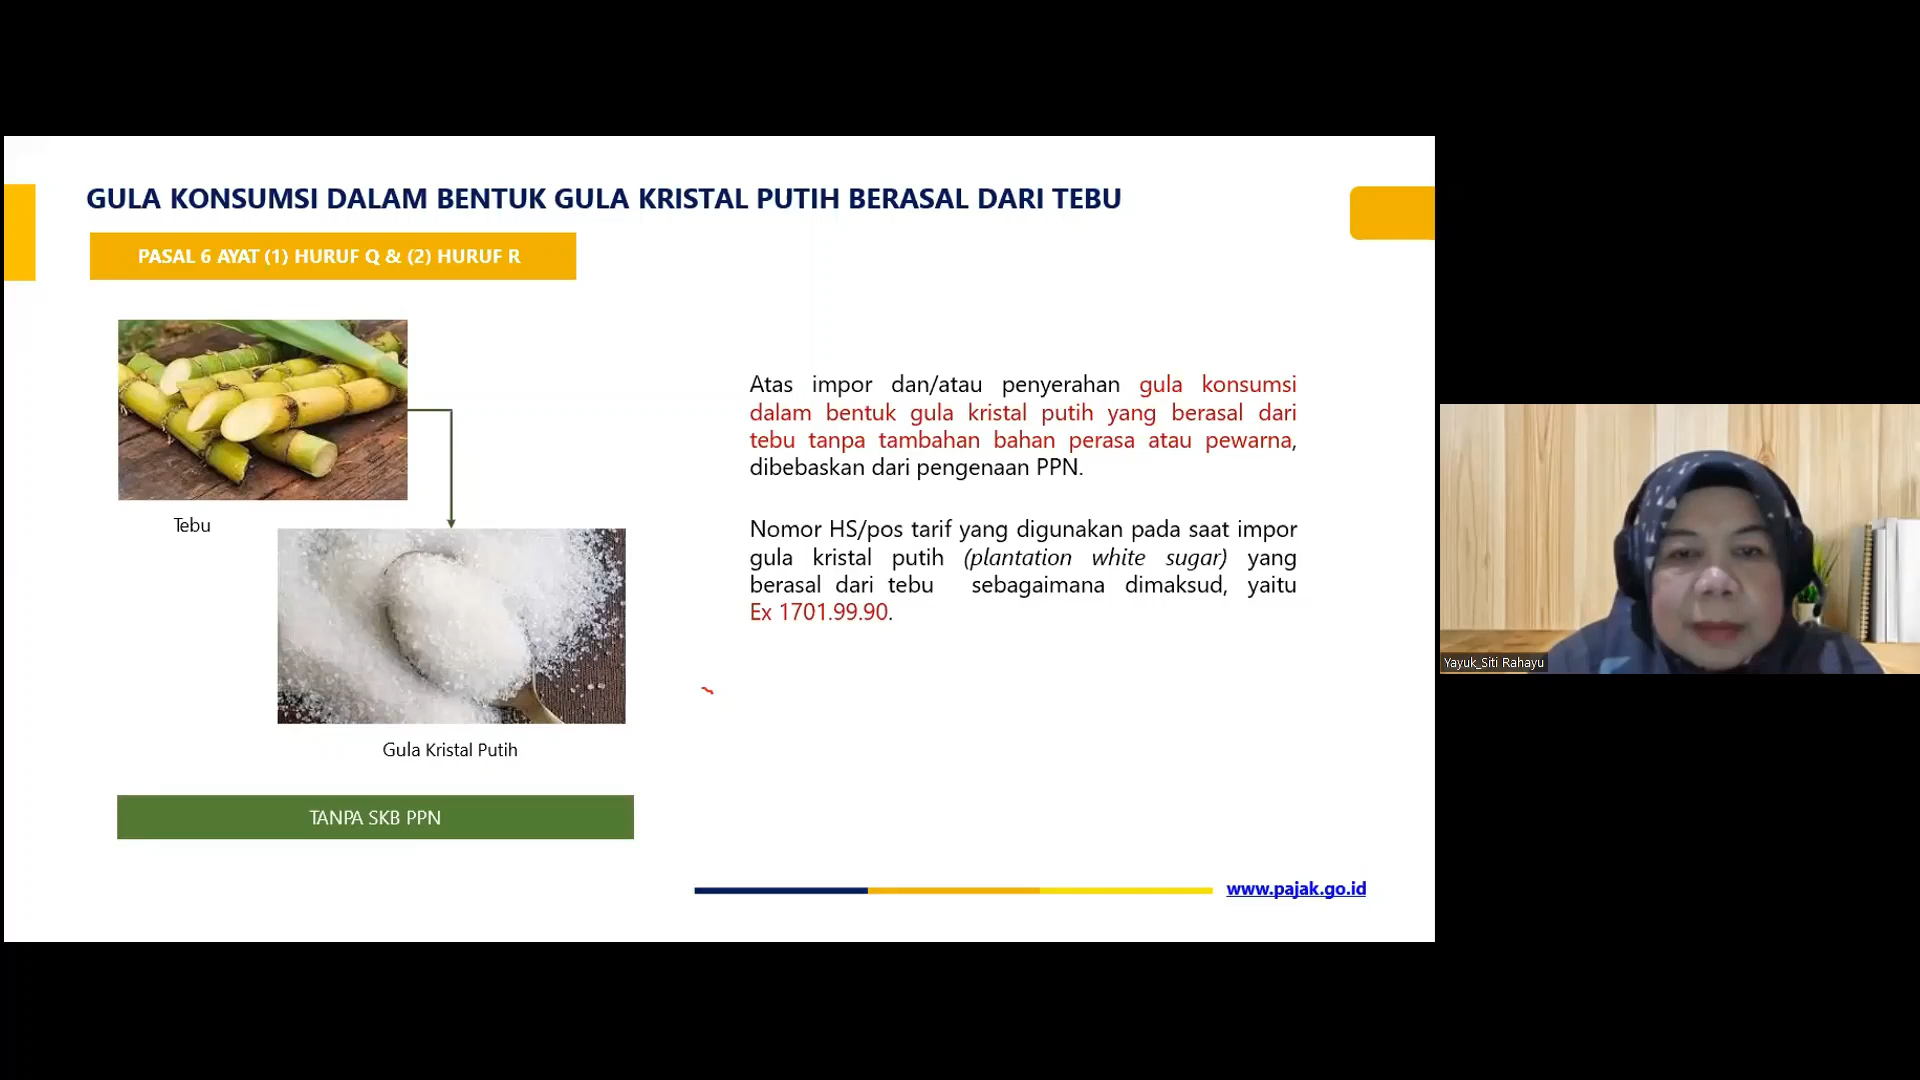 GULA KONSUMSI DALAM BENTUK GULA KRISTAL PUTIH BERASAL DARI TEBU
PASAL 6 AYAT (1) HURUF Q & (2) HURUF R
Tebu
Gula Kristal Putih
TANPA SKB PPN
Atas impor dan/atau penyerahan gula konsumsi
dalam bentuk gula kristal putih yang berasal dari
tebu tanpa tambahan bahan perasa atau pewarna,
dibebaskan dari pengenaan PPN.
Nomor HS/pos tarif yang digunakan pada saat impor
gula kristal putih (plantation white sugar) yang
berasal dari tebu sebagaimana dimaksud, yaitu
Ex 1701.99.90.
www.pajak.go.id
Yayuk_Siti Rahayu